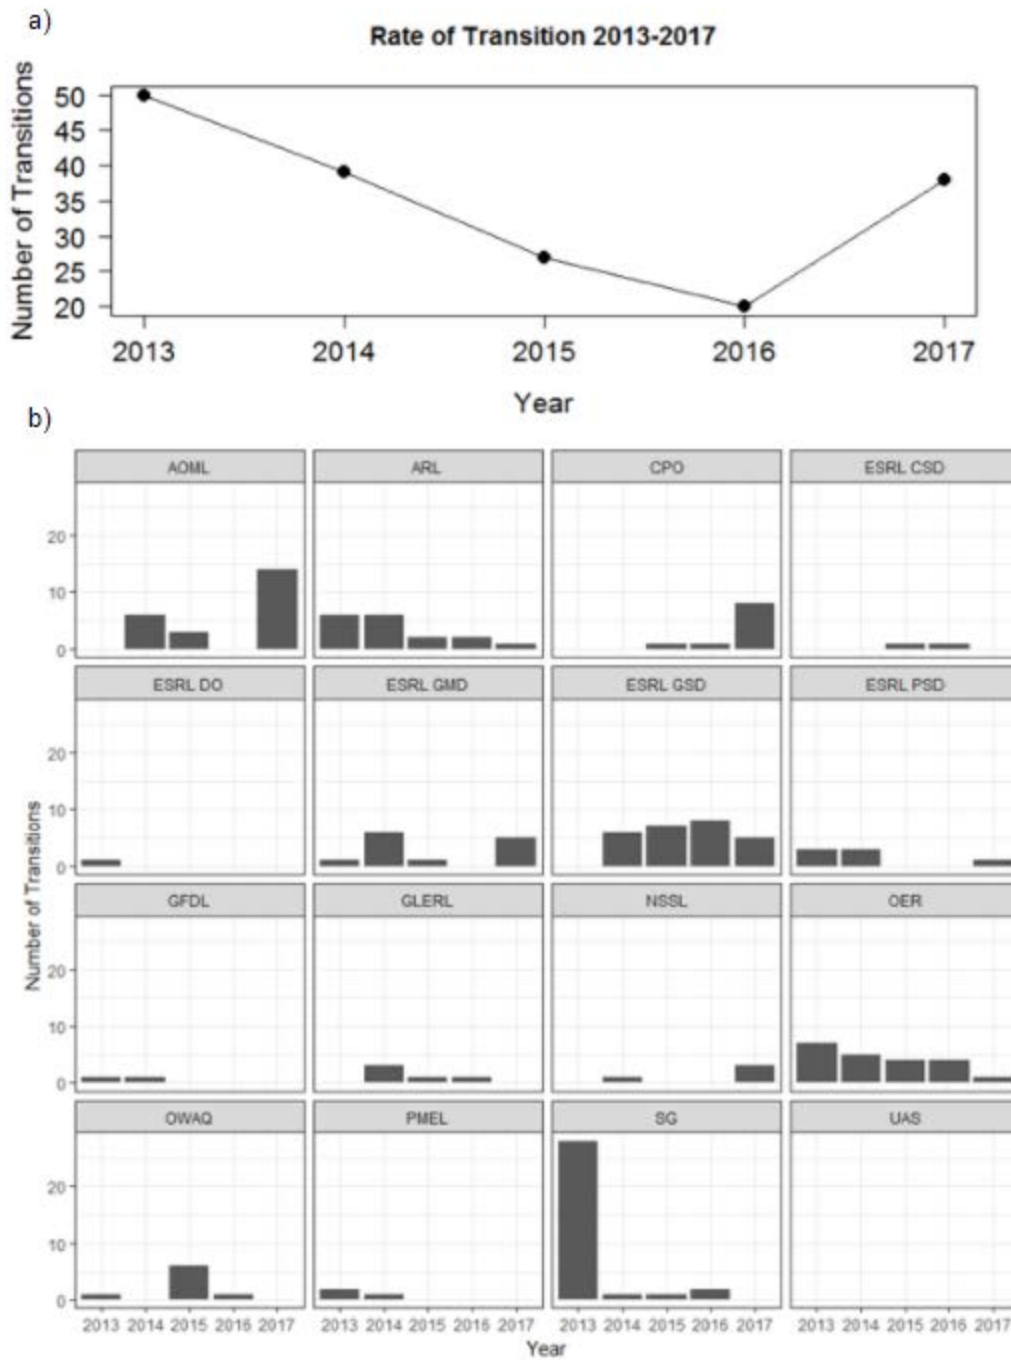 a)
Rate of Transition 2013-2017
Number of Transitions
50
45
40
35
30
25
20
2013 2014 2015 2016 2017
Year
b)
AOML ARL CPO ESRL CSD
20
10
0
ESRL DO ESRL GMD ESRL GSD ESRL PSD
20
10
0
Number of Transitions
GFDL GLERL NSSL OER
20
10
0
OWAQ PMEL SG UAS
20
10
0
2013 2014 2015 2016 2017 2013 2014 2015 2016 2017 2013 2014 2015 2016 2017 2013 2014 2015 2016 2017
Year